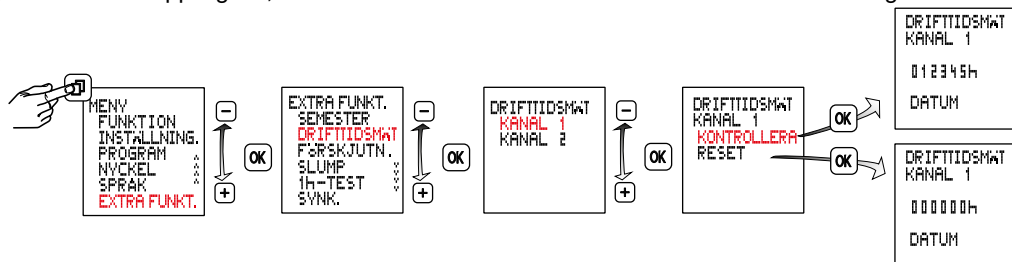 MENY
FUNKTION
INSTÄLLNING.
PROGRAM
NYCKEL
SPRÅK
EXTRA FUNKT.
−
+
OK
EXTRA FUNKT.
SEMESTER
DRIFTTIDSMÄT
FÖRSKJUTN.
SLUMP
1h-TEST
SYNK.
−
+
OK
DRIFTTIDSMÄT
KANAL 1
KANAL 2
−
+
OK
DRIFTTIDSMÄT
KANAL 1
KONTROLLERA
RESET
OK
OK
DRIFTTIDSMÄT
KANAL 1
012345h
DATUM
DRIFTTIDSMÄT
KANAL 1
000000h
DATUM